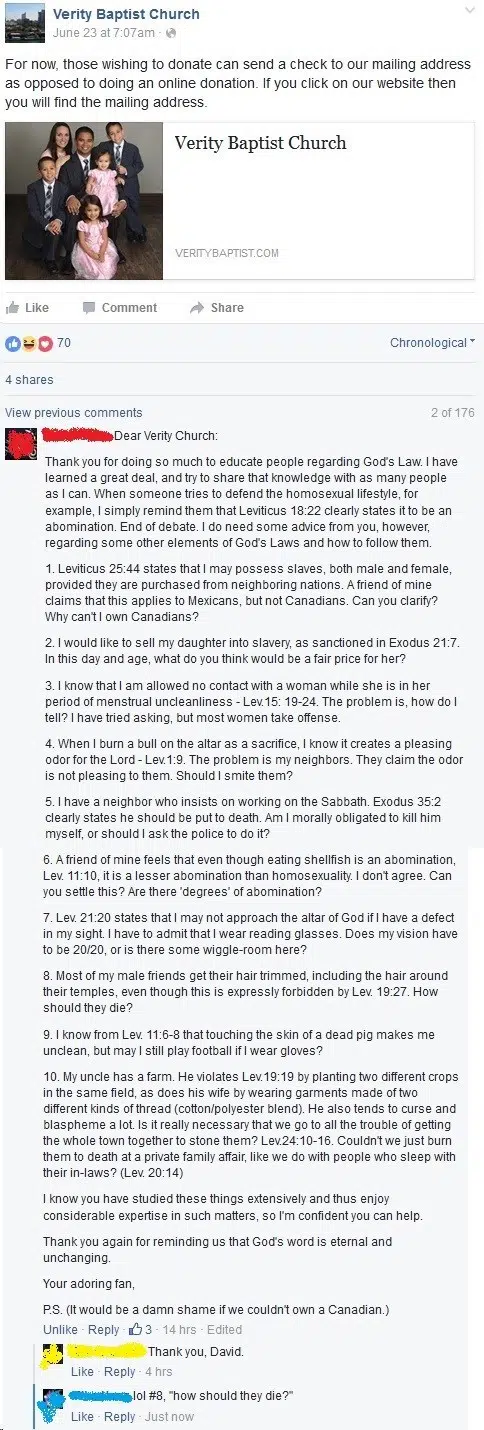 Verity Baptist Church
June 23 at 7:07am ·
For now, those wishing to donate can send a check to our mailing address
as opposed to doing an online donation. If you click on our website then
you will find the mailing address.
Verity Baptist Church
VERITYBAPTIST.COM
Like Comment Share
70 Chronological
4 shares
View previous comments 2 of 176
Dear Verity Church:
Thank you for doing so much to educate people regarding God's Law. I have
learned a great deal, and try to share that knowledge with as many people
as I can. When someone tries to defend the homosexual lifestyle, for
example, I simply remind them that Leviticus 18:22 clearly states it to be an
abomination. End of debate. I do need some advice from you, however,
regarding some other elements of God's Laws and how to follow them.
1. Leviticus 25:44 states that I may possess slaves, both male and female,
provided they are purchased from neighboring nations. A friend of mine
claims that this applies to Mexicans, but not Canadians. Can you clarify?
Why can't I own Canadians?
2. I would like to sell my daughter into slavery, as sanctioned in Exodus 21:7.
In this day and age, what do you think would be a fair price for her?
3. I know that I am allowed no contact with a woman while she is in her
period of menstrual uncleanliness - Lev.15: 19-24. The problem is, how do I
tell? I have tried asking, but most women take offense.
4. When I burn a bull on the altar as a sacrifice, I know it creates a pleasing
odor for the Lord - Lev.1:9. The problem is my neighbors. They claim the odor
is not pleasing to them. Should I smite them?
5. I have a neighbor who insists on working on the Sabbath. Exodus 35:2
clearly states he should be put to death. Am I morally obligated to kill him
myself, or should I ask the police to do it?
6. A friend of mine feels that even though eating shellfish is an abomination,
Lev. 11:10, it is a lesser abomination than homosexuality. I don't agree. Can
you settle this? Are there 'degrees' of abomination?
7. Lev. 21:20 states that I may not approach the altar of God if I have a defect
in my sight. I have to admit that I wear reading glasses. Does my vision have
to be 20/20, or is there some wiggle-room here?
8. Most of my male friends get their hair trimmed, including the hair around
their temples, even though this is expressly forbidden by Lev. 19:27. How
should they die?
9. I know from Lev. 11:6-8 that touching the skin of a dead pig makes me
unclean, but may I still play football if I wear gloves?
10. My uncle has a farm. He violates Lev.19:19 by planting two different crops
in the same field, as does his wife by wearing garments made of two
different kinds of thread (cotton/polyester blend). He also tends to curse and
blaspheme a lot. Is it really necessary that we go to all the trouble of getting
the whole town together to stone them? Lev.24:10-16. Couldn't we just burn
them to death at a private family affair, like we do with people who sleep with
their in-laws? (Lev. 20:14)
I know you have studied these things extensively and thus enjoy
considerable expertise in such matters, so I'm confident you can help.
Thank you again for reminding us that God's word is eternal and
unchanging.
Your adoring fan,
P.S. (It would be a damn shame if we couldn't own a Canadian.)
Unlike · Reply · 3 · 14 hrs · Edited
Thank you, David.
Like · Reply · 4 hrs
lol #8, "how should they die?"
Like · Reply · Just now